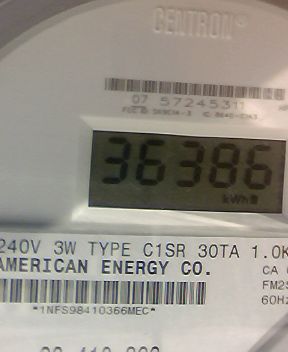 CENTRON®
07 57245311
36386
kWh
240V 3W TYPE C1SR 30TA 1.0K
AMERICAN ENERGY CO.
CA
FM2S
60Hz
*1NFS98410366MEC*